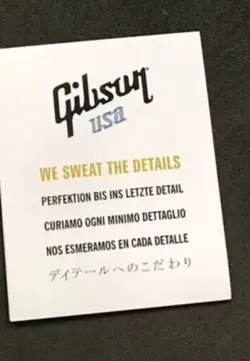 Gibson
usa
WE SWEAT THE DETAILS
PERFEKTION BIS INS LETZTE DETAIL
CURIAMO OGNI MINIMO DETTAGLIO
NOS ESMERAMOS EN CADA DETALLE
ディテールへのこだわり